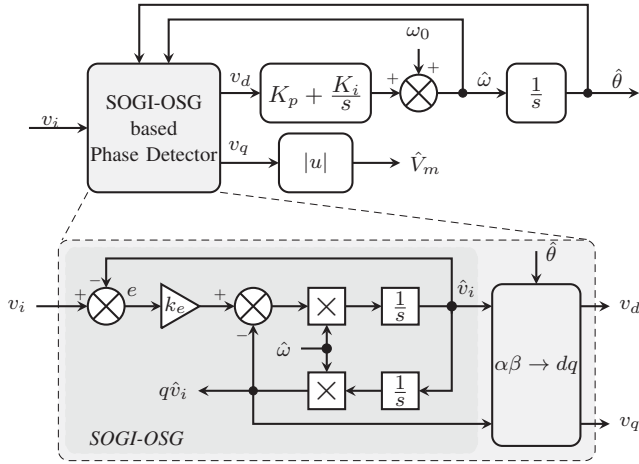 ω₀
SOGI-OSG
based
Phase Detector
v_i
v_d
K_p + K_i/s
+
+
ω̂
1/s
θ̂
v_q
|u|
V̂_m
θ̂
v_i
+
−
e
k_e
+
−
×
1/s
v̂_i
v_d
ω̂
αβ → dq
qv̂_i
×
1/s
v_q
SOGI-OSG